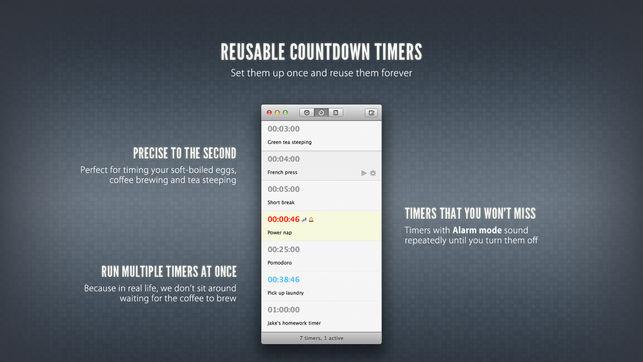 REUSABLE COUNTDOWN TIMERS
Set them up once and reuse them forever
PRECISE TO THE SECOND
Perfect for timing your soft-boiled eggs,
coffee brewing and tea steeping
RUN MULTIPLE TIMERS AT ONCE
Because in real life, we don't sit around
waiting for the coffee to brew
00:03:00
Green tea steeping
00:04:00
French press
00:05:00
Short break
00:00:46
Power nap
00:25:00
Pomodoro
00:38:46
Pick up laundry
01:00:00
Jake's homework timer
7 timers, 1 active
TIMERS THAT YOU WON'T MISS
Timers with Alarm mode sound
repeatedly until you turn them off